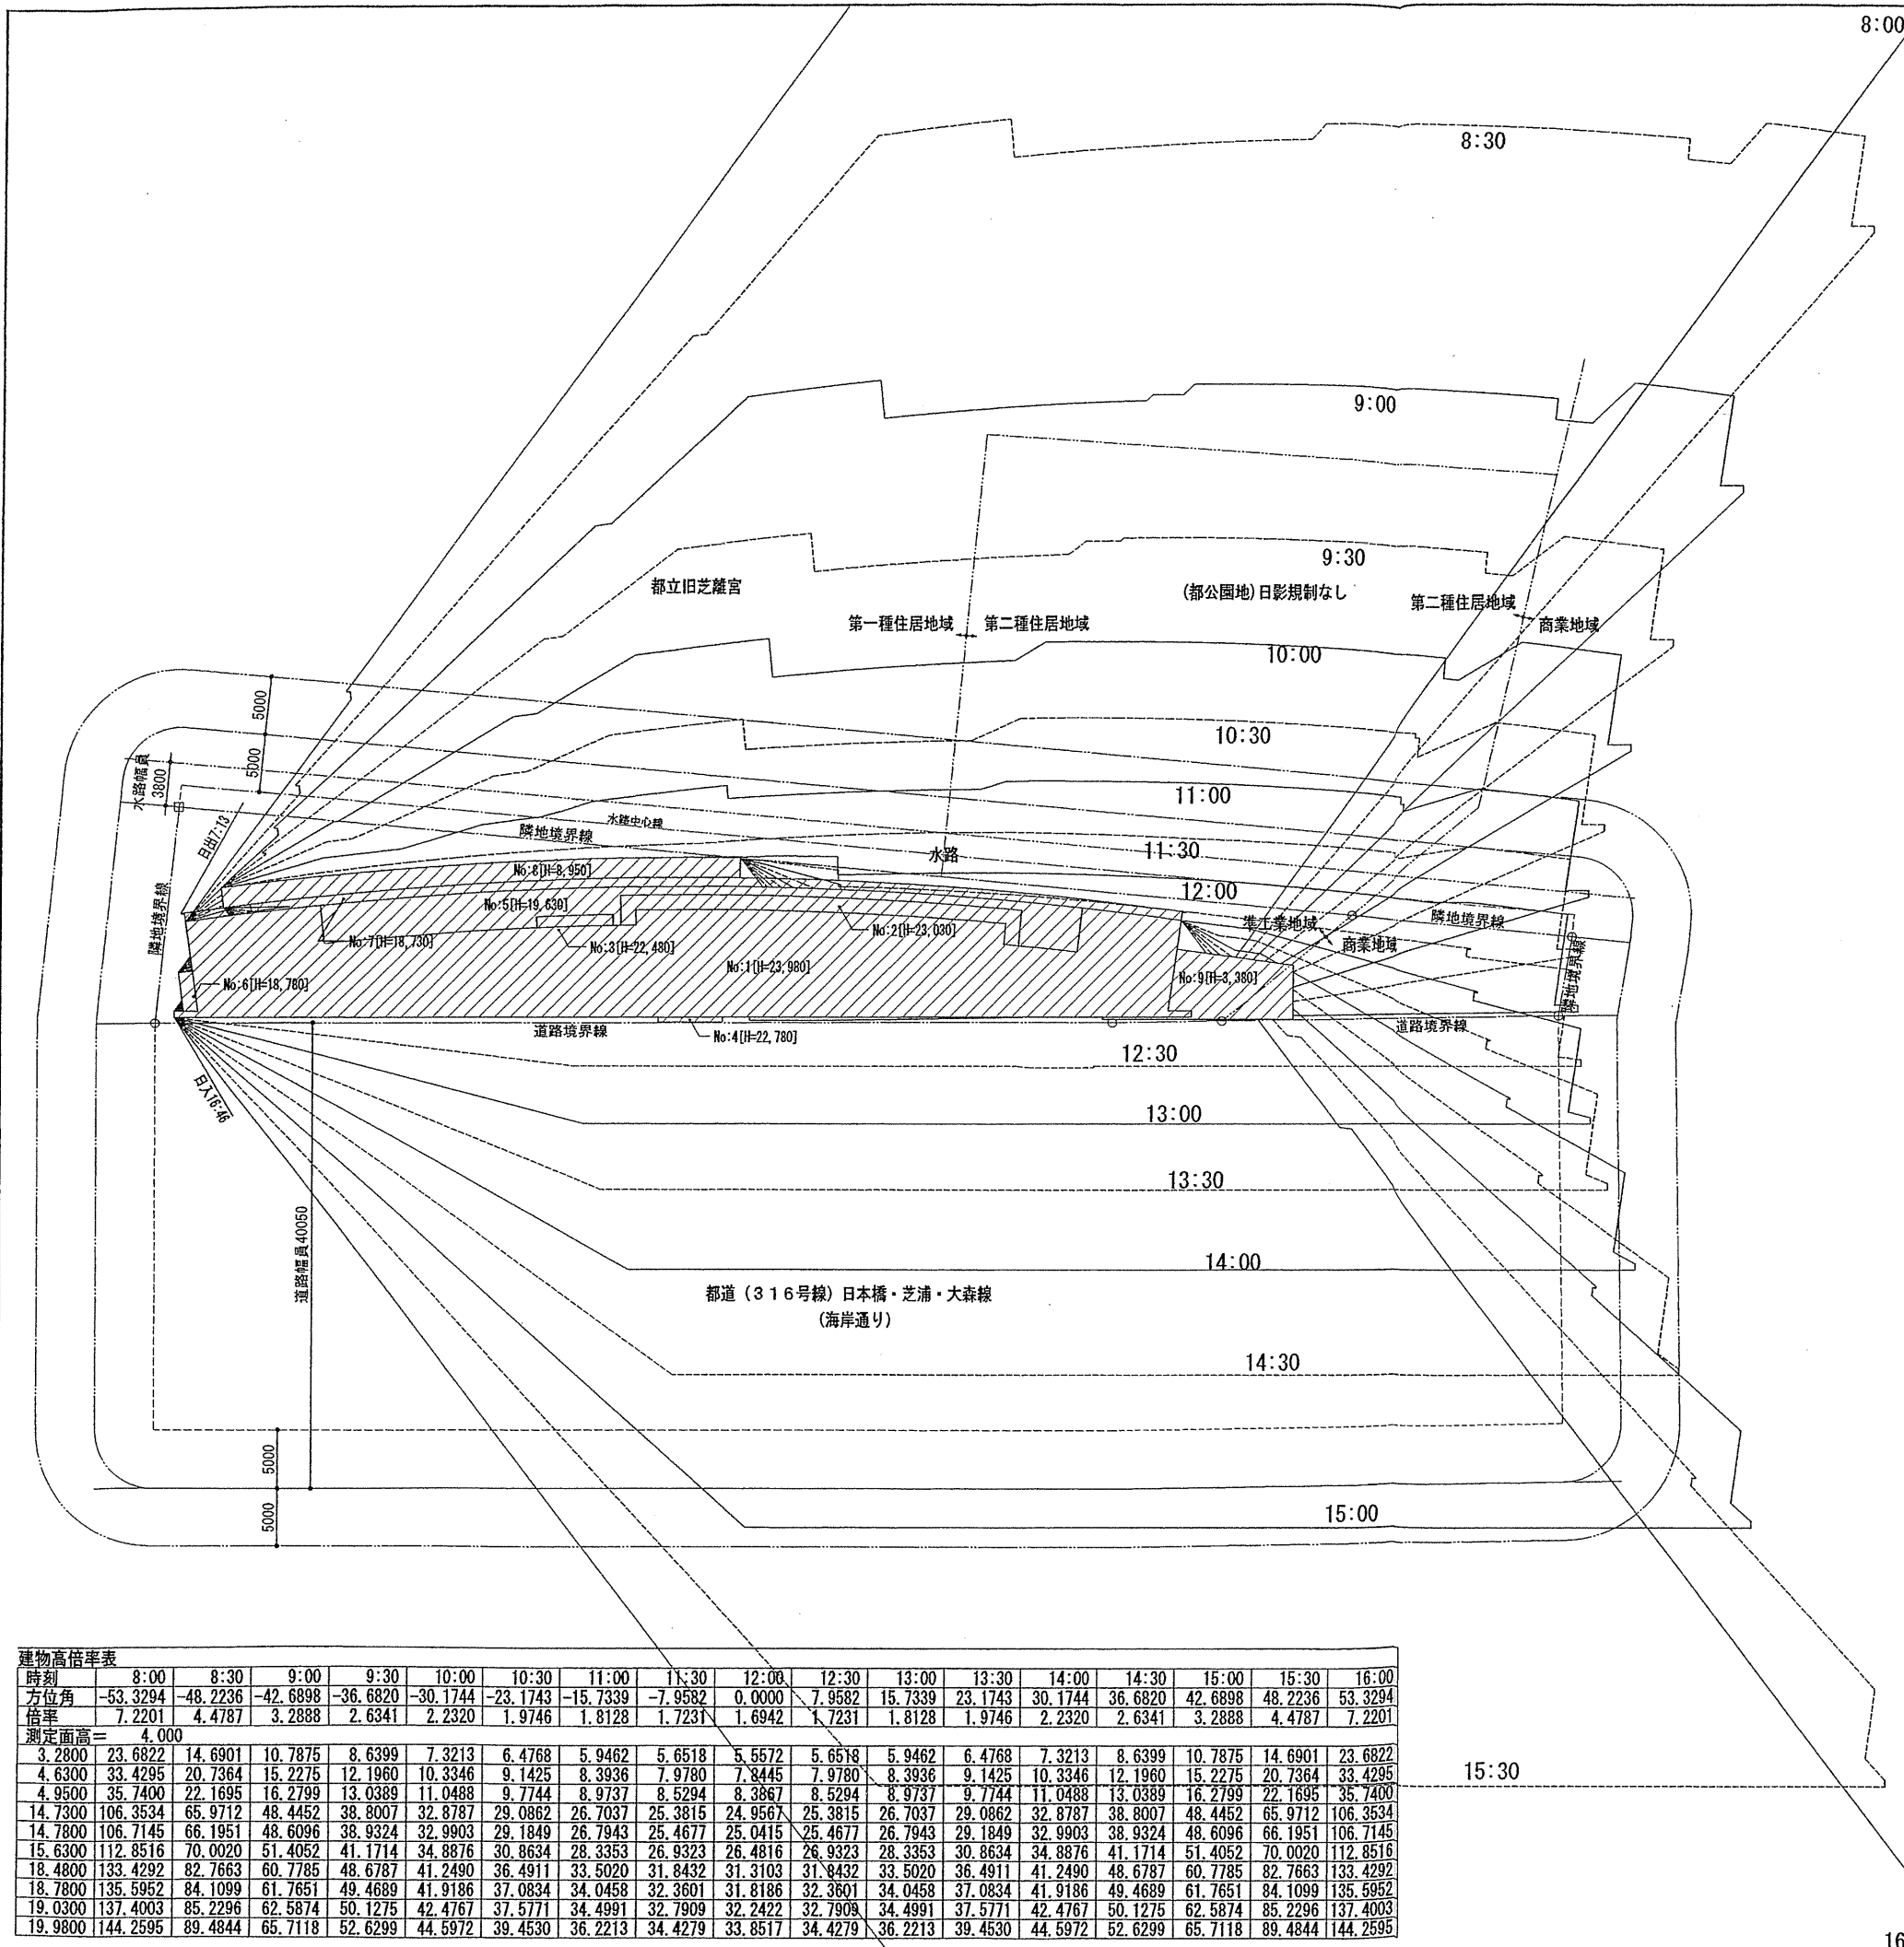 8:00
8:30
9:00
9:30
都立旧芝離宮
(都公園地)日影規制なし
第一種住居地域
第二種住居地域
第二種住居地域
商業地域
10:00
5000
10:30
5000
水路幅員
3800
11:00
日出7:13
隣地境界線
水路中心線
水路
11:30
No:8[H=8,950]
12:00
No:5[H=19,630]
隣地境界線
準工業地域
隣地境界線
No:2[H=23,030]
No:7[H=18,730]
No:3[H=22,480]
商業地域
No:1[H=23,980]
No:9[H=3,380]
隣地境界線
No:6[H=18,780]
道路境界線
No:4[H=22,780]
道路境界線
12:30
日入16:46
13:00
13:30
道路幅員40050
14:00
都道(316号線)日本橋・芝浦・大森線
(海岸通り)
14:30
5000
5000
15:00
建物高倍率表
時刻 8:00 8:30 9:00 9:30 10:00 10:30 11:00 11:30 12:00 12:30 13:00 13:30 14:00 14:30 15:00 15:30 16:00
方位角 -53.3294 -48.2236 -42.6898 -36.6820 -30.1744 -23.1743 -15.7339 -7.9582 0.0000 7.9582 15.7339 23.1743 30.1744 36.6820 42.6898 48.2236 53.3294
倍率 7.2201 4.4787 3.2888 2.6341 2.2320 1.9746 1.8128 1.7231 1.6942 1.7231 1.8128 1.9746 2.2320 2.6341 3.2888 4.4787 7.2201
測定面高= 4.000
3.2800 23.6822 14.6901 10.7875 8.6399 7.3213 6.4768 5.9462 5.6518 5.5572 5.6518 5.9462 6.4768 7.3213 8.6399 10.7875 14.6901 23.6822
4.6300 33.4295 20.7364 15.2275 12.1960 10.3346 9.1425 8.3936 7.9780 7.8445 7.9780 8.3936 9.1425 10.3346 12.1960 15.2275 20.7364 33.4295
4.9500 35.7400 22.1695 16.2799 13.0389 11.0488 9.7744 8.9737 8.5294 8.3867 8.5294 8.9737 9.7744 11.0488 13.0389 16.2799 22.1695 35.7400
14.7300 106.3534 65.9712 48.4452 38.8007 32.8787 29.0862 26.7037 25.3815 24.9567 25.3815 26.7037 29.0862 32.8787 38.8007 48.4452 65.9712 106.3534
14.7800 106.7145 66.1951 48.6096 38.9324 32.9903 29.1849 26.7943 25.4677 25.0415 25.4677 26.7943 29.1849 32.9903 38.9324 48.6096 66.1951 106.7145
15.6300 112.8516 70.0020 51.4052 41.1714 34.8876 30.8634 28.3353 26.9323 26.4816 26.9323 28.3353 30.8634 34.8876 41.1714 51.4052 70.0020 112.8516
18.4800 133.4292 82.7663 60.7785 48.6787 41.2490 36.4911 33.5020 31.8432 31.3103 31.8432 33.5020 36.4911 41.2490 48.6787 60.7785 82.7663 133.4292
18.7800 135.5952 84.1099 61.7651 49.4689 41.9186 37.0834 34.0458 32.3601 31.8186 32.3601 34.0458 37.0834 41.9186 49.4689 61.7651 84.1099 135.5952
19.0300 137.4003 85.2296 62.5874 50.1275 42.4767 37.5771 34.4991 32.7909 32.2422 32.7909 34.4991 37.5771 42.4767 50.1275 62.5874 85.2296 137.4003
19.9800 144.2595 89.4844 65.7118 52.6299 44.5972 39.4530 36.2213 34.4279 33.8517 34.4279 36.2213 39.4530 44.5972 52.6299 65.7118 89.4844 144.2595
15:30
16
隣地境界線